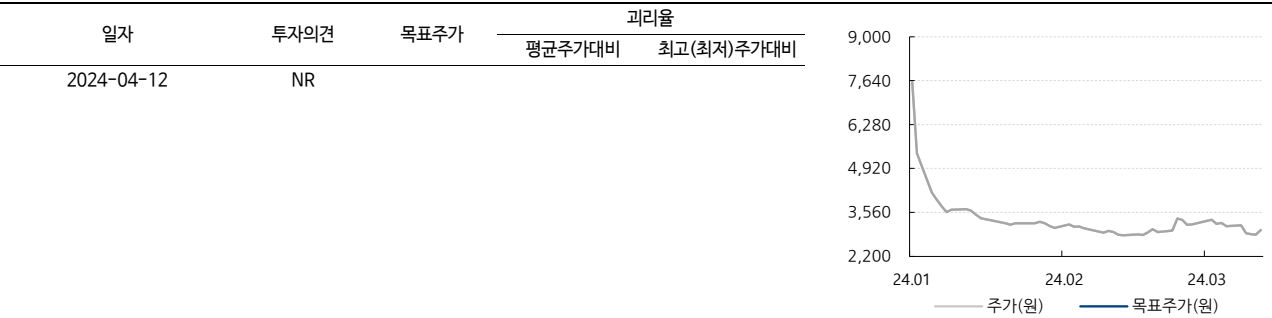 일자 투자의견 목표주가 괴리율
평균주가대비 최고(최저)주가대비
2024-04-12 NR
9,000
7,640
6,280
4,920
3,560
2,200
24.01 24.02 24.03
주가(원) 목표주가(원)